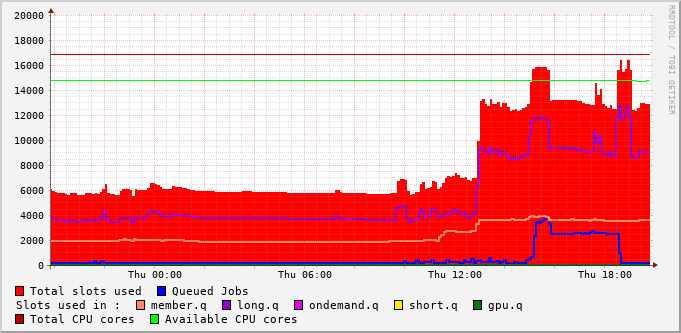 20000
18000
16000
14000
12000
10000
8000
6000
4000
2000
0
Thu 00:00 Thu 06:00 Thu 12:00 Thu 18:00
RRDTOOL / TOBI OETIKER
Total slots used Queued Jobs
Slots used in : member.q long.q ondemand.q short.q gpu.q
Total CPU cores Available CPU cores